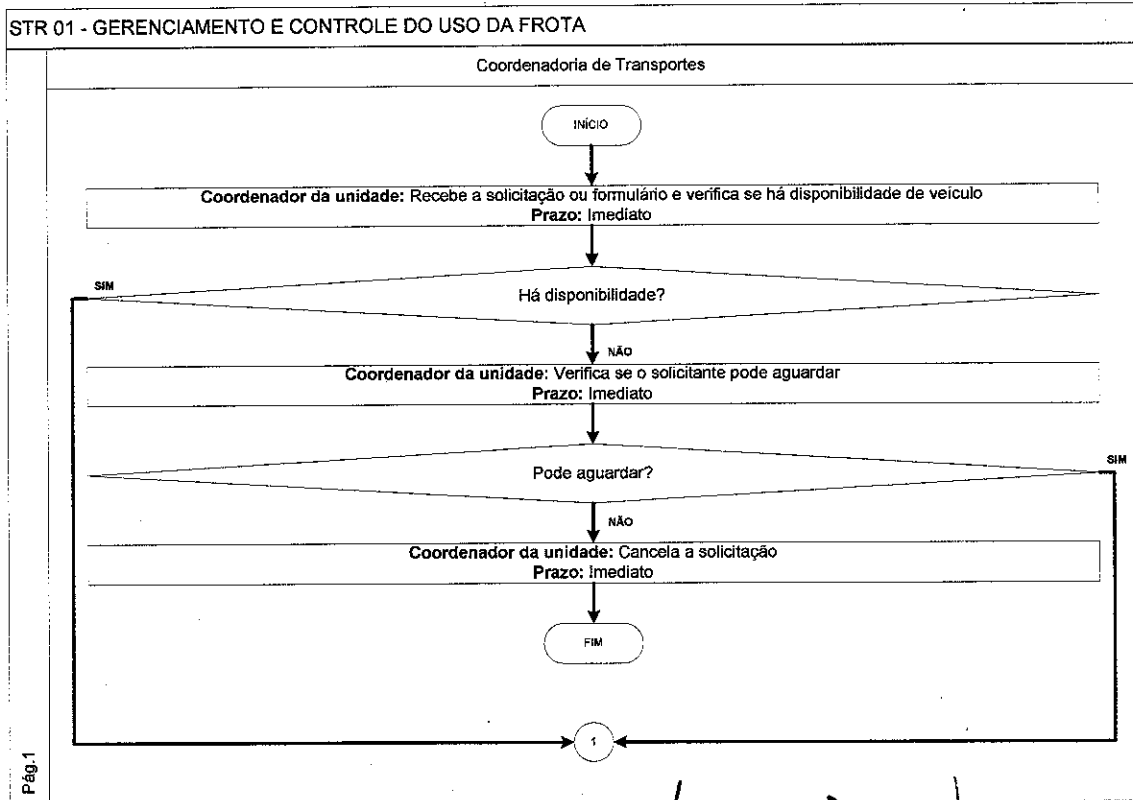 STR 01 - GERENCIAMENTO E CONTROLE DO USO DA FROTA
Coordenadoria de Transportes
INÍCIO
Coordenador da unidade: Recebe a solicitação ou formulário e verifica se há disponibilidade de veículo
Prazo: Imediato
SIM
Há disponibilidade?
NÃO
Coordenador da unidade: Verifica se o solicitante pode aguardar
Prazo: Imediato
SIM
Pode aguardar?
NÃO
Coordenador da unidade: Cancela a solicitação
Prazo: Imediato
FIM
1
Pág.1